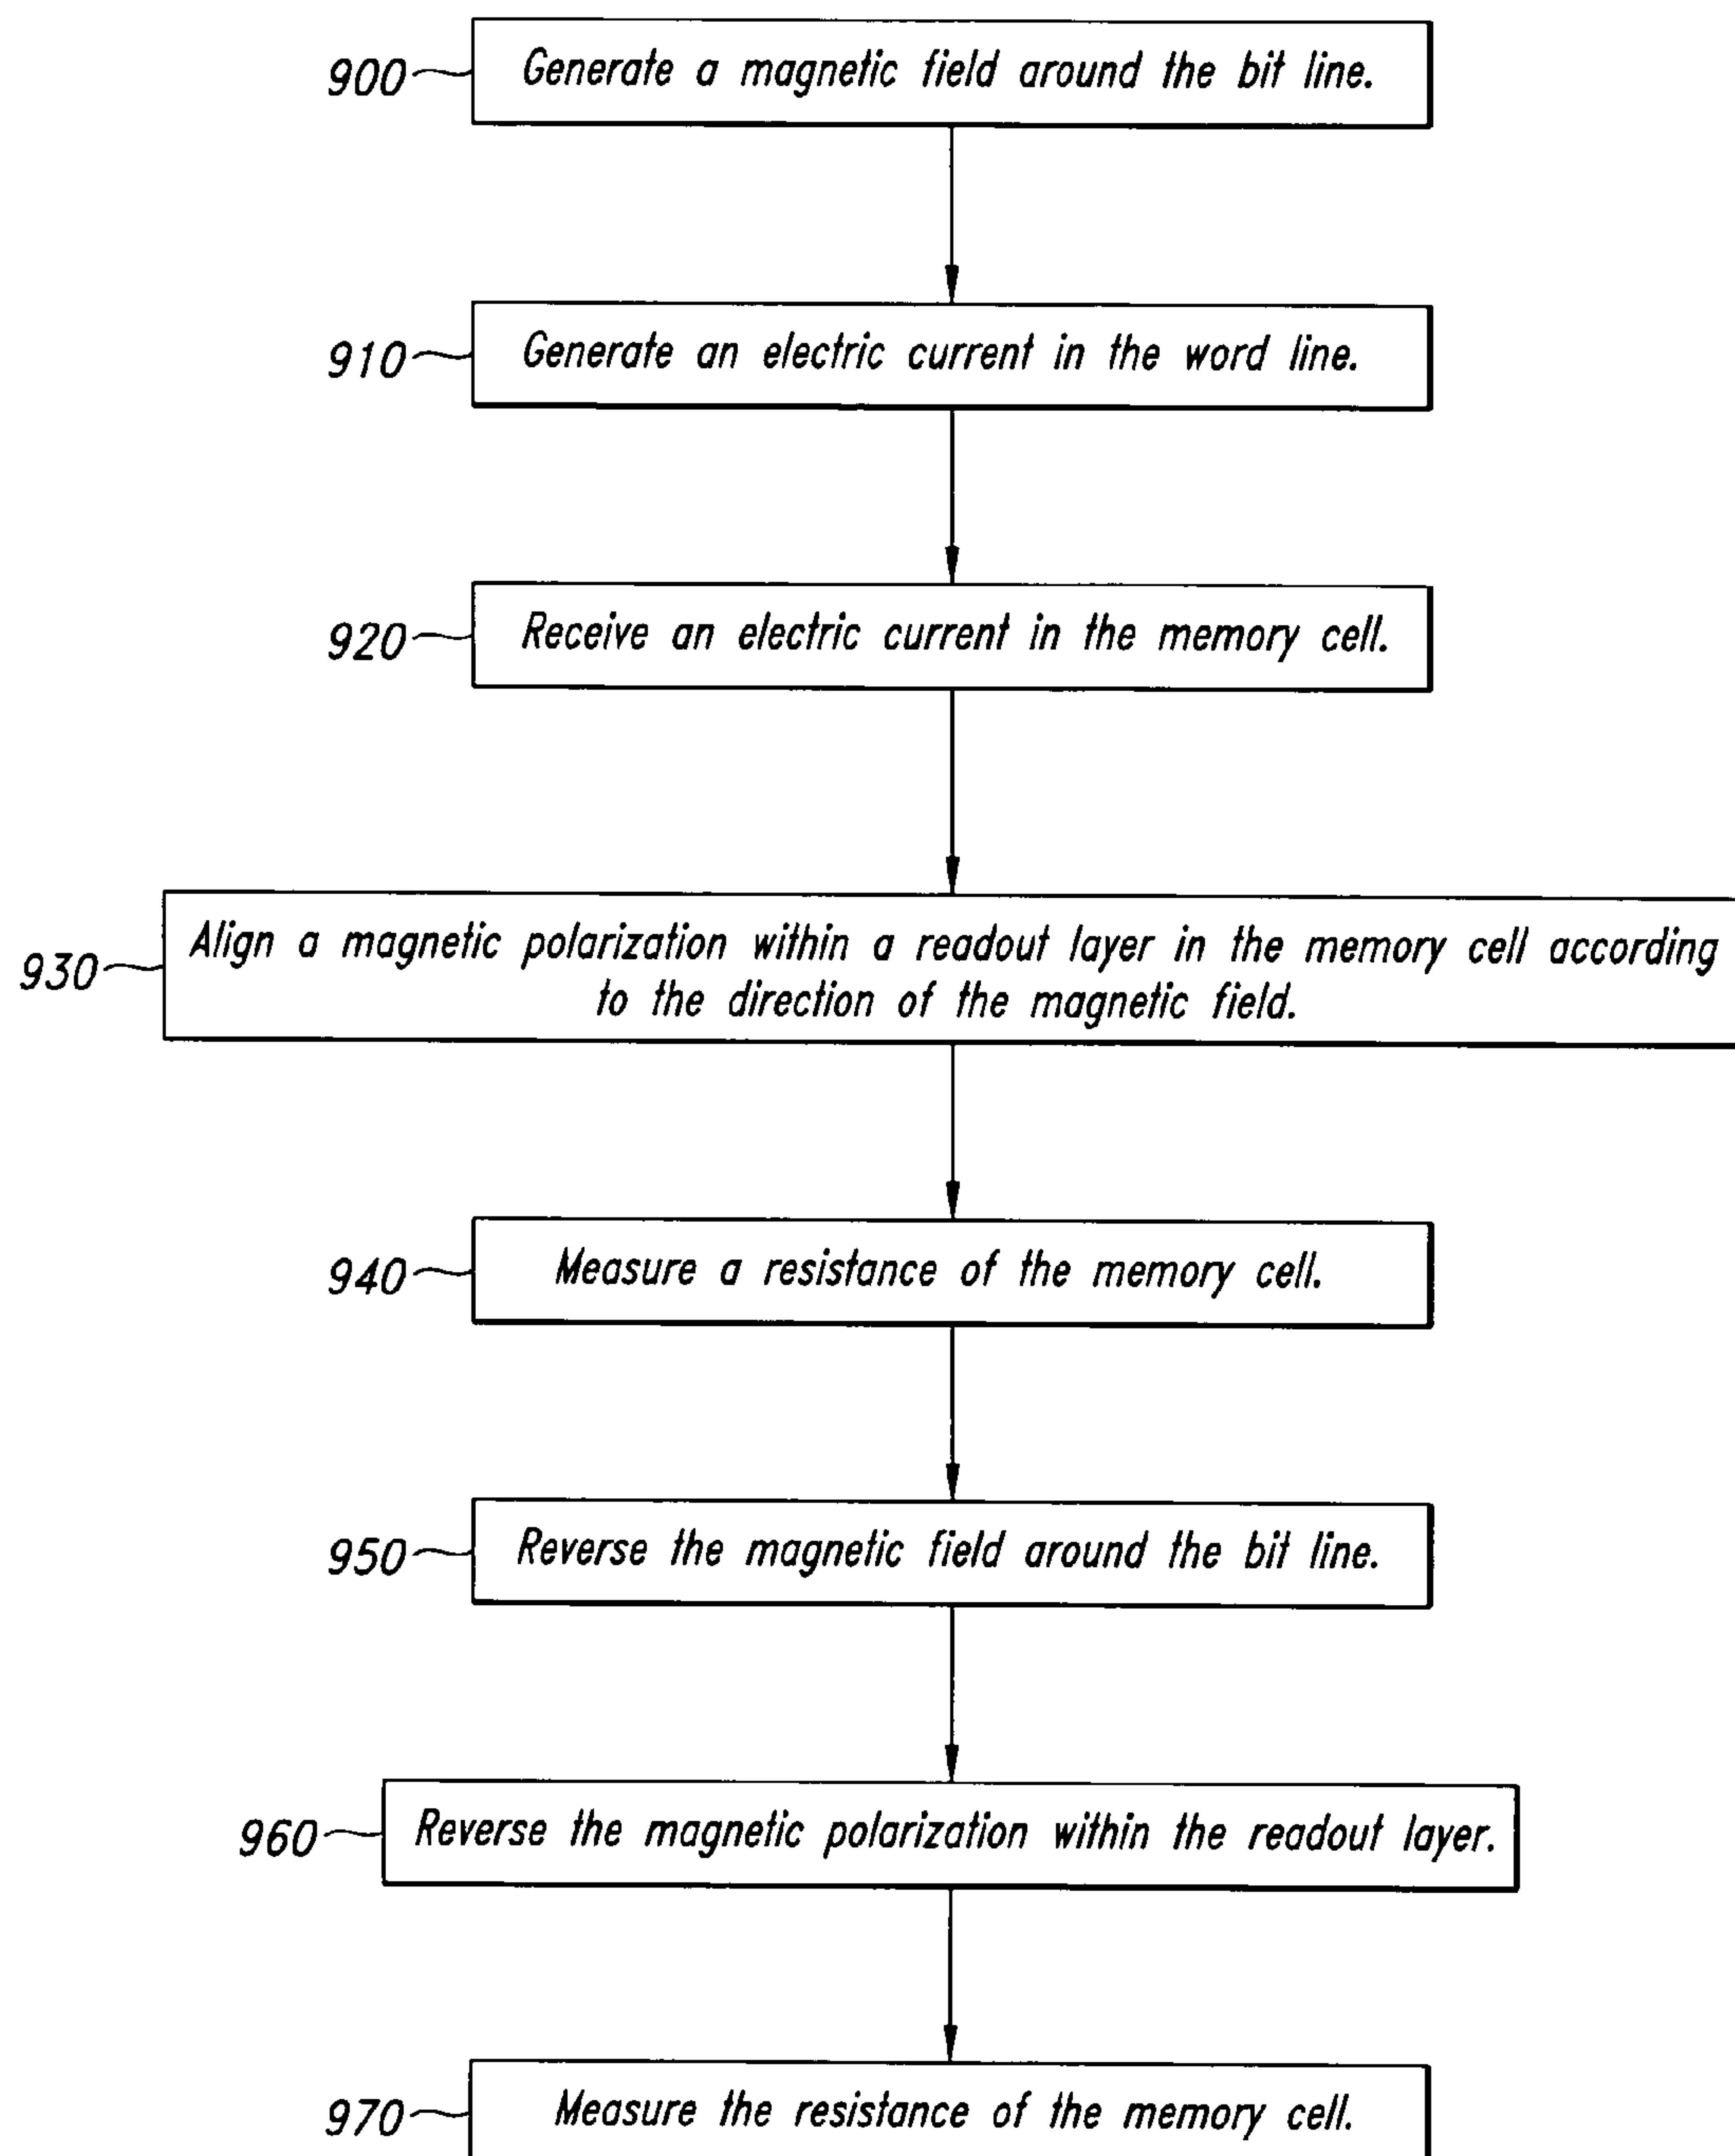 900 Generate a magnetic field around the bit line.
910 Generate an electric current in the word line.
920 Receive an electric current in the memory cell.
930 Align a magnetic polarization within a readout layer in the memory cell according
to the direction of the magnetic field.
940 Measure a resistance of the memory cell.
950 Reverse the magnetic field around the bit line.
960 Reverse the magnetic polarization within the readout layer.
970 Measure the resistance of the memory cell.